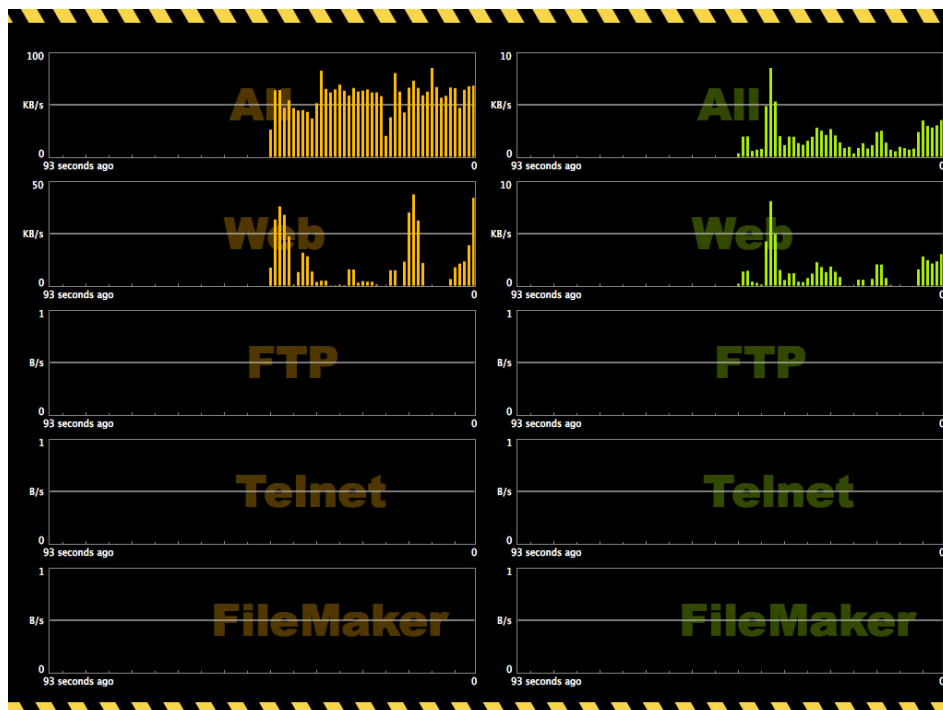 100
KB/s
All
0
93 seconds ago
0
10
KB/s
All
0
93 seconds ago
0
50
KB/s
Web
0
93 seconds ago
0
10
KB/s
Web
0
93 seconds ago
0
1
B/s
FTP
0
93 seconds ago
0
1
B/s
FTP
0
93 seconds ago
0
1
B/s
Telnet
0
93 seconds ago
0
1
B/s
Telnet
0
93 seconds ago
0
1
B/s
FileMaker
0
93 seconds ago
0
1
B/s
FileMaker
0
93 seconds ago
0